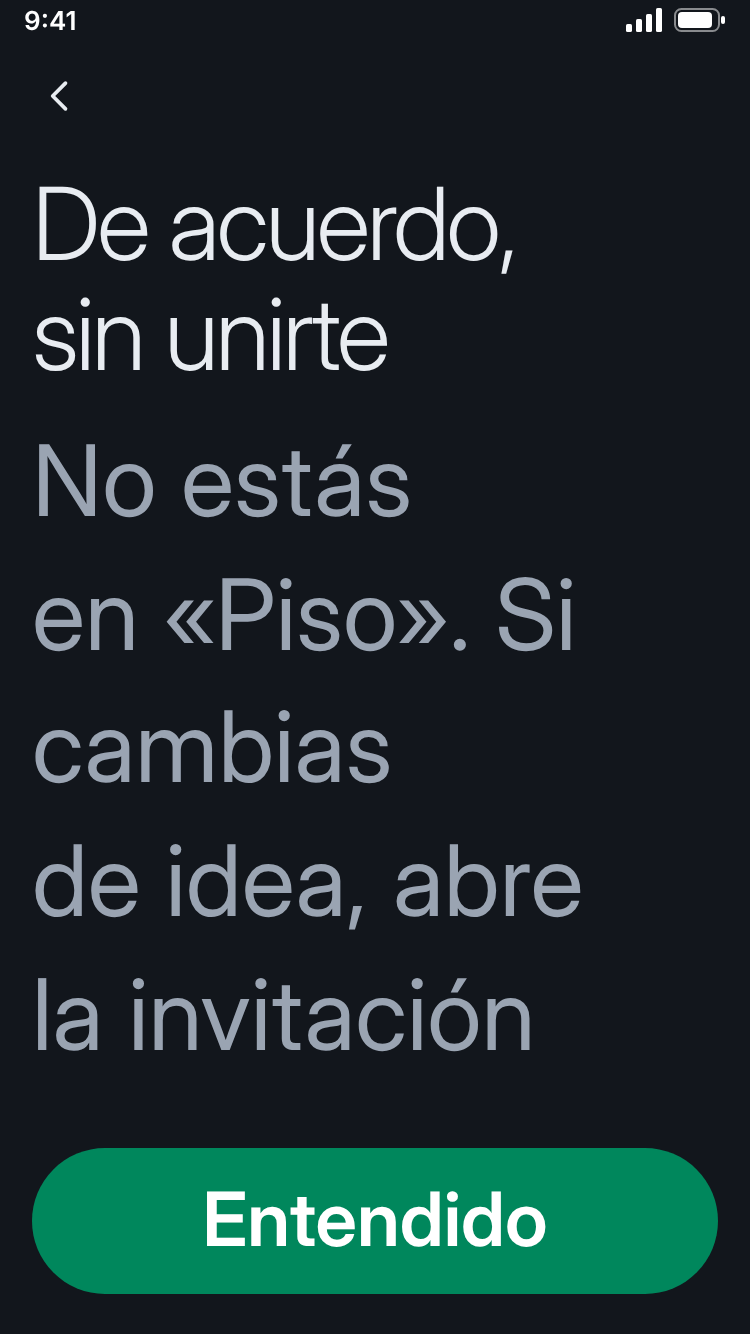 9:41
De acuerdo,
sin unirte
No estás
en «Piso». Si
cambias
de idea, abre
la invitación
Entendido